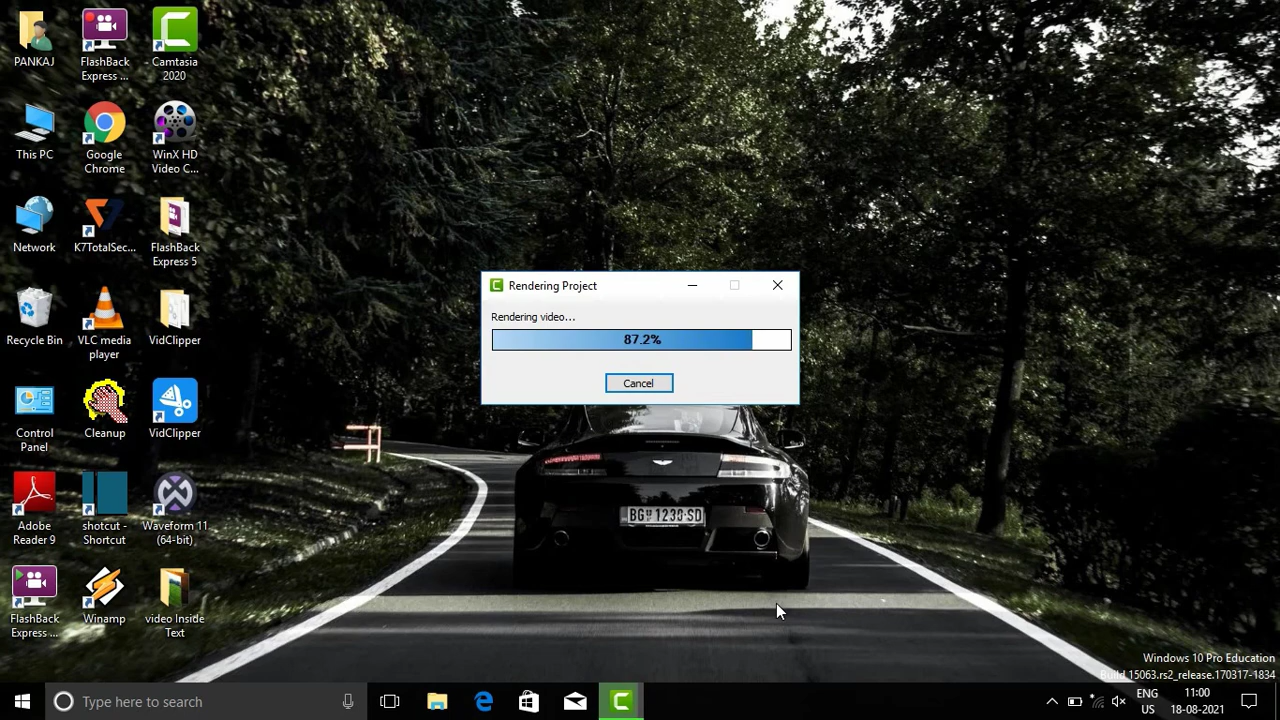 PANKAJ
FlashBack
Express ...
Camtasia
2020
This PC
Google
Chrome
WinX HD
Video C...
Network
K7TotalSec...
FlashBack
Express 5
Recycle Bin
VLC media
player
VidClipper
Control
Panel
Cleanup
VidClipper
Adobe
Reader 9
shotcut -
Shortcut
Waveform 11
(64-bit)
FlashBack
Express ...
Winamp
video Inside
Text
Rendering Project
Rendering video...
87.2%
Cancel
BG 1238-SD
Windows 10 Pro Education
Build 15063.rs2_release.170317-1834
Type here to search
ENG
US
11:00
18-08-2021